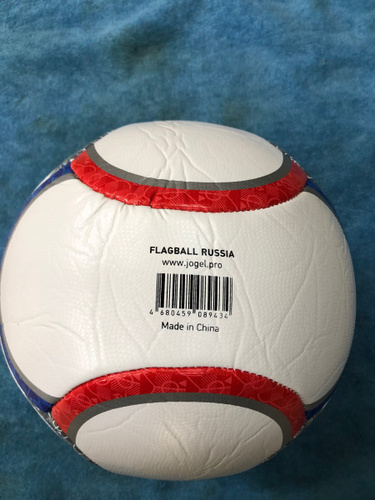 FLAGBALL RUSSIA
www.jogel.pro
4 680459 089434
Made in China